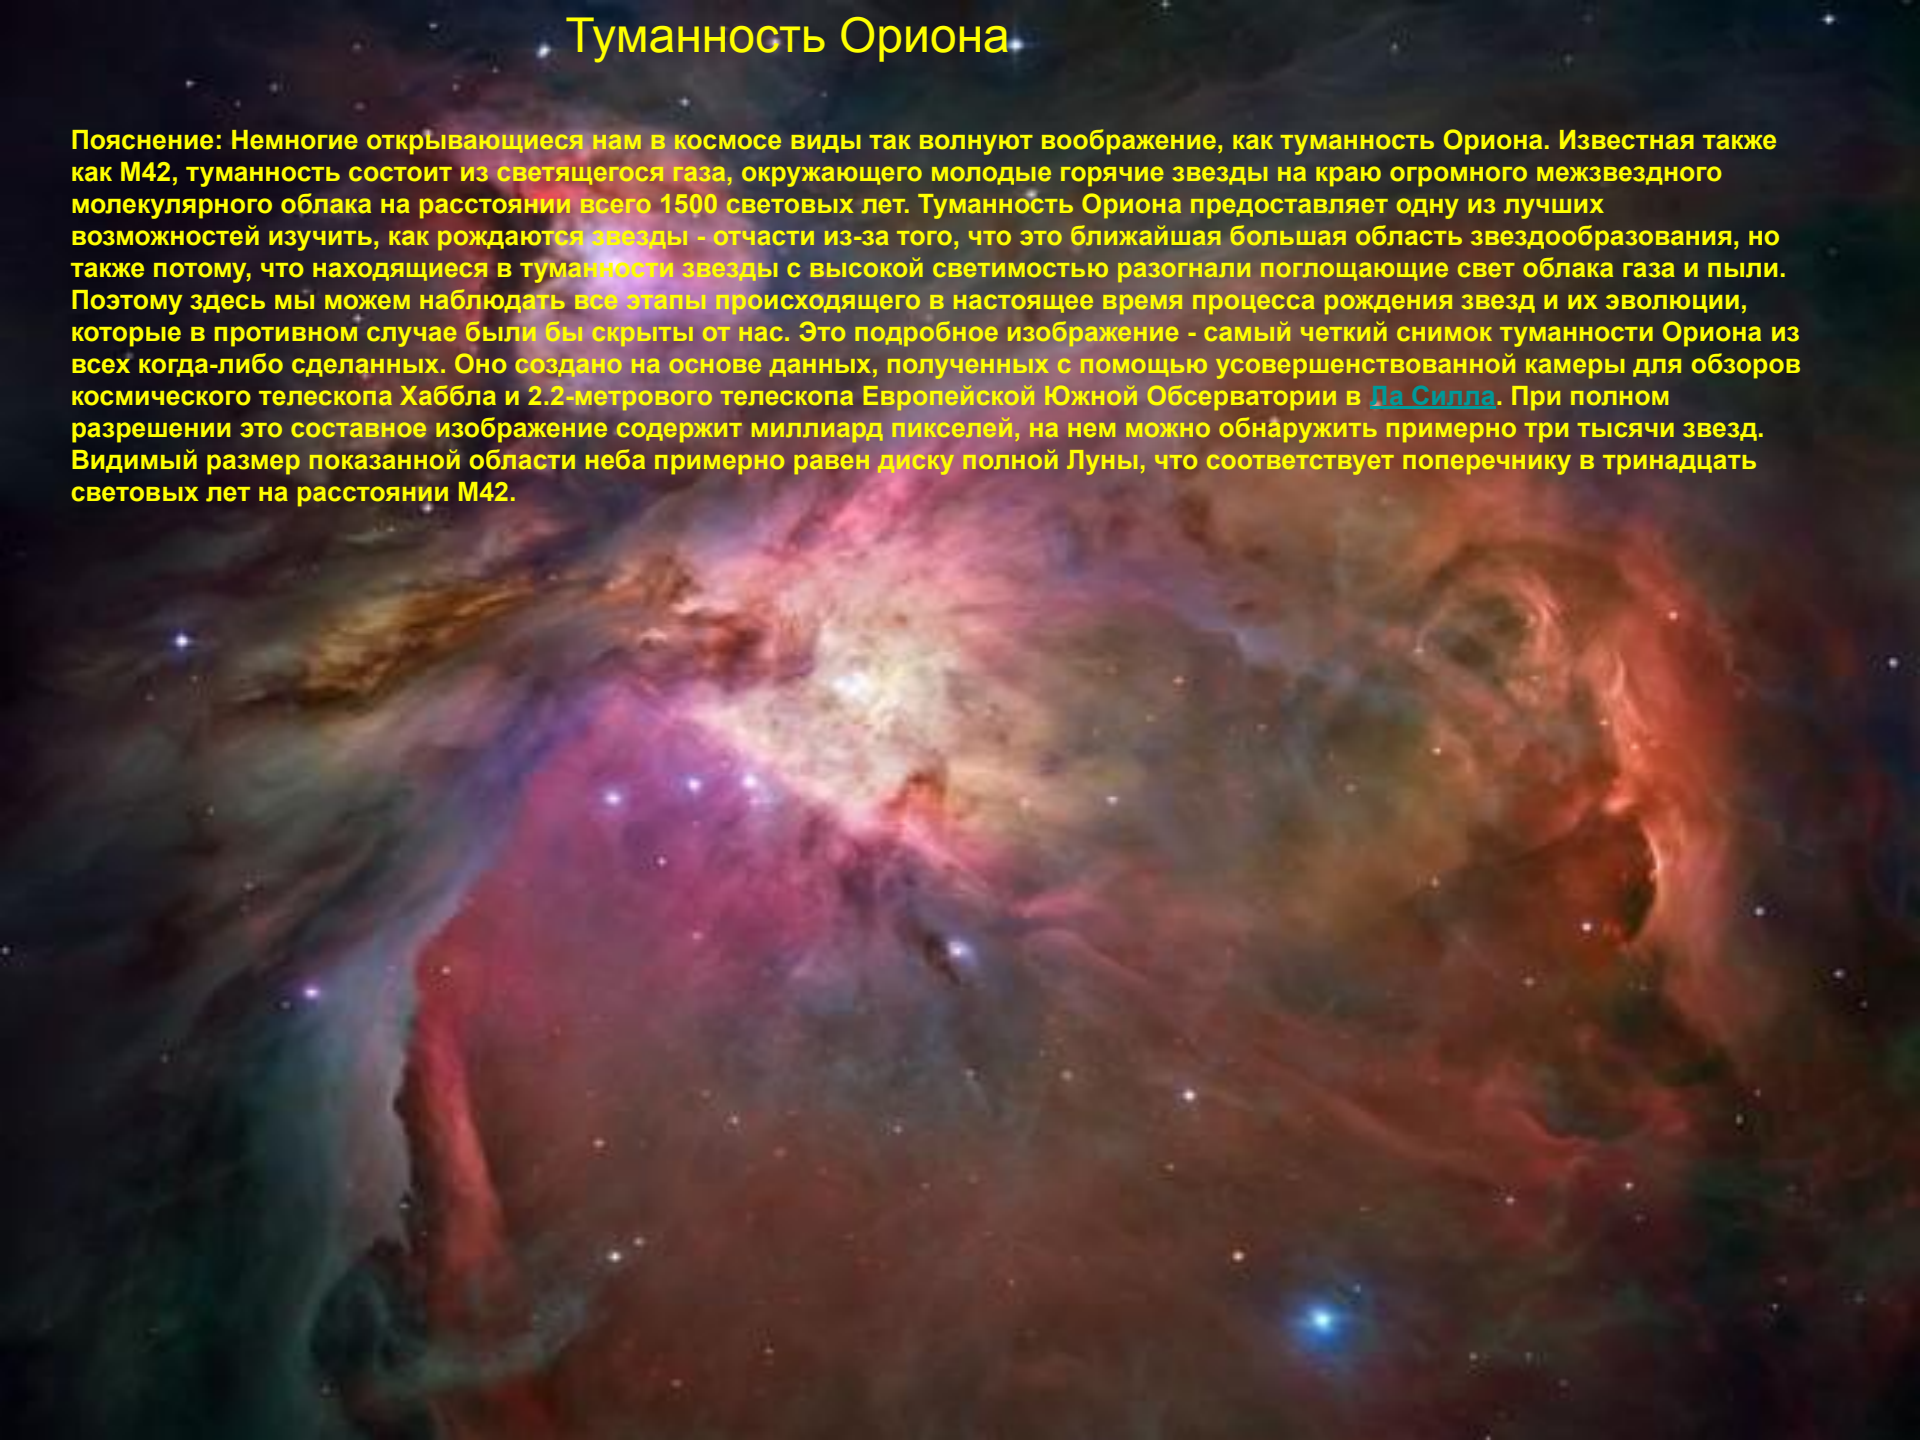 Туманность Ориона
Пояснение: Немногие открывающиеся нам в космосе виды так волнуют воображение, как туманность Ориона. Известная также
как М42, туманность состоит из светящегося газа, окружающего молодые горячие звезды на краю огромного межзвездного
молекулярного облака на расстоянии всего 1500 световых лет. Туманность Ориона предоставляет одну из лучших
возможностей изучить, как рождаются звезды - отчасти из-за того, что это ближайшая большая область звездообразования, но
также потому, что находящиеся в туманности звезды с высокой светимостью разогнали поглощающие свет облака газа и пыли.
Поэтому здесь мы можем наблюдать все этапы происходящего в настоящее время процесса рождения звезд и их эволюции,
которые в противном случае были бы скрыты от нас. Это подробное изображение - самый четкий снимок туманности Ориона из
всех когда-либо сделанных. Оно создано на основе данных, полученных с помощью усовершенствованной камеры для обзоров
космического телескопа Хаббла и 2.2-метрового телескопа Европейской Южной Обсерватории в Ла Силла. При полном
разрешении это составное изображение содержит миллиард пикселей, на нем можно обнаружить примерно три тысячи звезд.
Видимый размер показанной области неба примерно равен диску полной Луны, что соответствует поперечнику в тринадцать
световых лет на расстоянии М42.